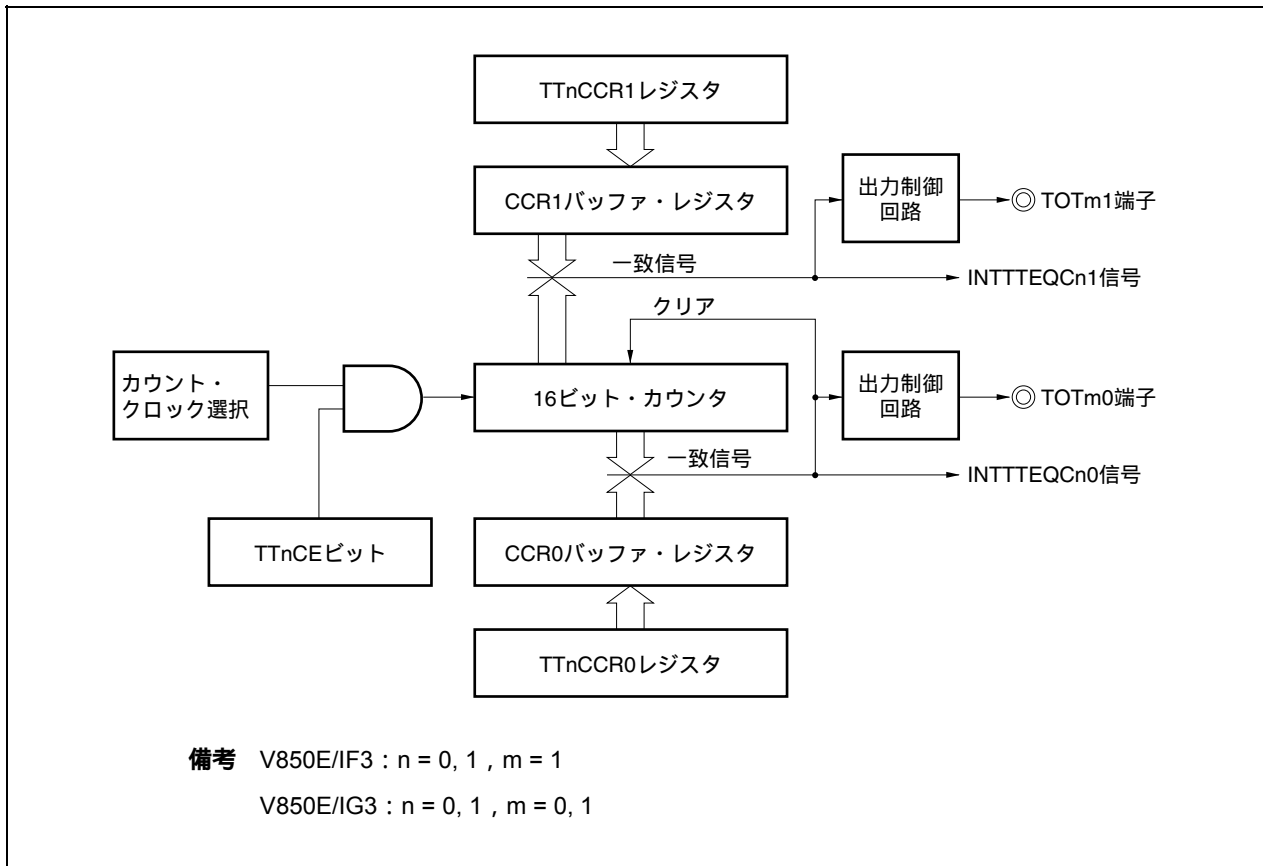 TTnCCR1レジスタ
CCR1バッファ・レジスタ
出力制御
回路
TOTm1端子
一致信号
INTTTEQCn1信号
クリア
カウント・
クロック選択
16ビット・カウンタ
出力制御
回路
TOTm0端子
一致信号
INTTTEQCn0信号
TTnCEビット
CCR0バッファ・レジスタ
TTnCCR0レジスタ
備考 V850E/IF3 : n = 0, 1 , m = 1
V850E/IG3 : n = 0, 1 , m = 0, 1